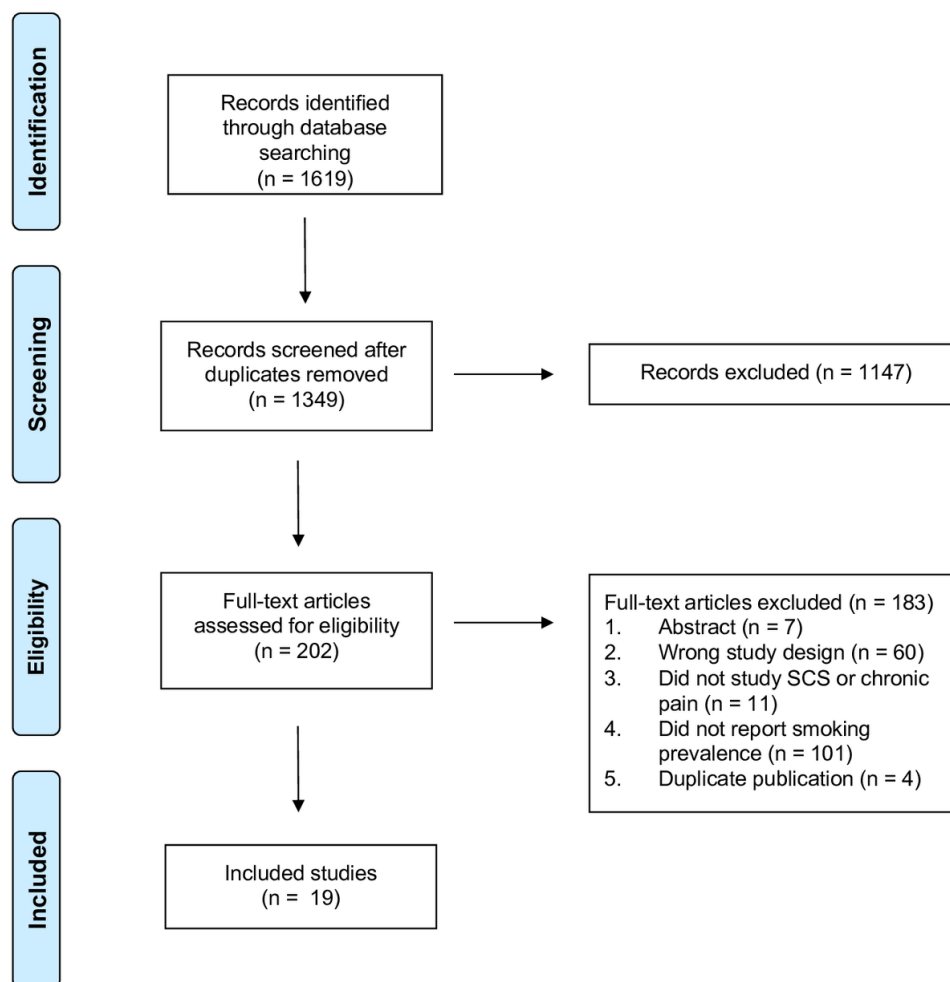 Identification
Records identified
through database
searching
(n = 1619)
Screening
Records screened after
duplicates removed
(n = 1349)
Records excluded (n = 1147)
Eligibility
Full-text articles
assessed for eligibility
(n = 202)
Full-text articles excluded (n = 183)
1. Abstract (n = 7)
2. Wrong study design (n = 60)
3. Did not study SCS or chronic
pain (n = 11)
4. Did not report smoking
prevalence (n = 101)
5. Duplicate publication (n = 4)
Included
Included studies
(n = 19)